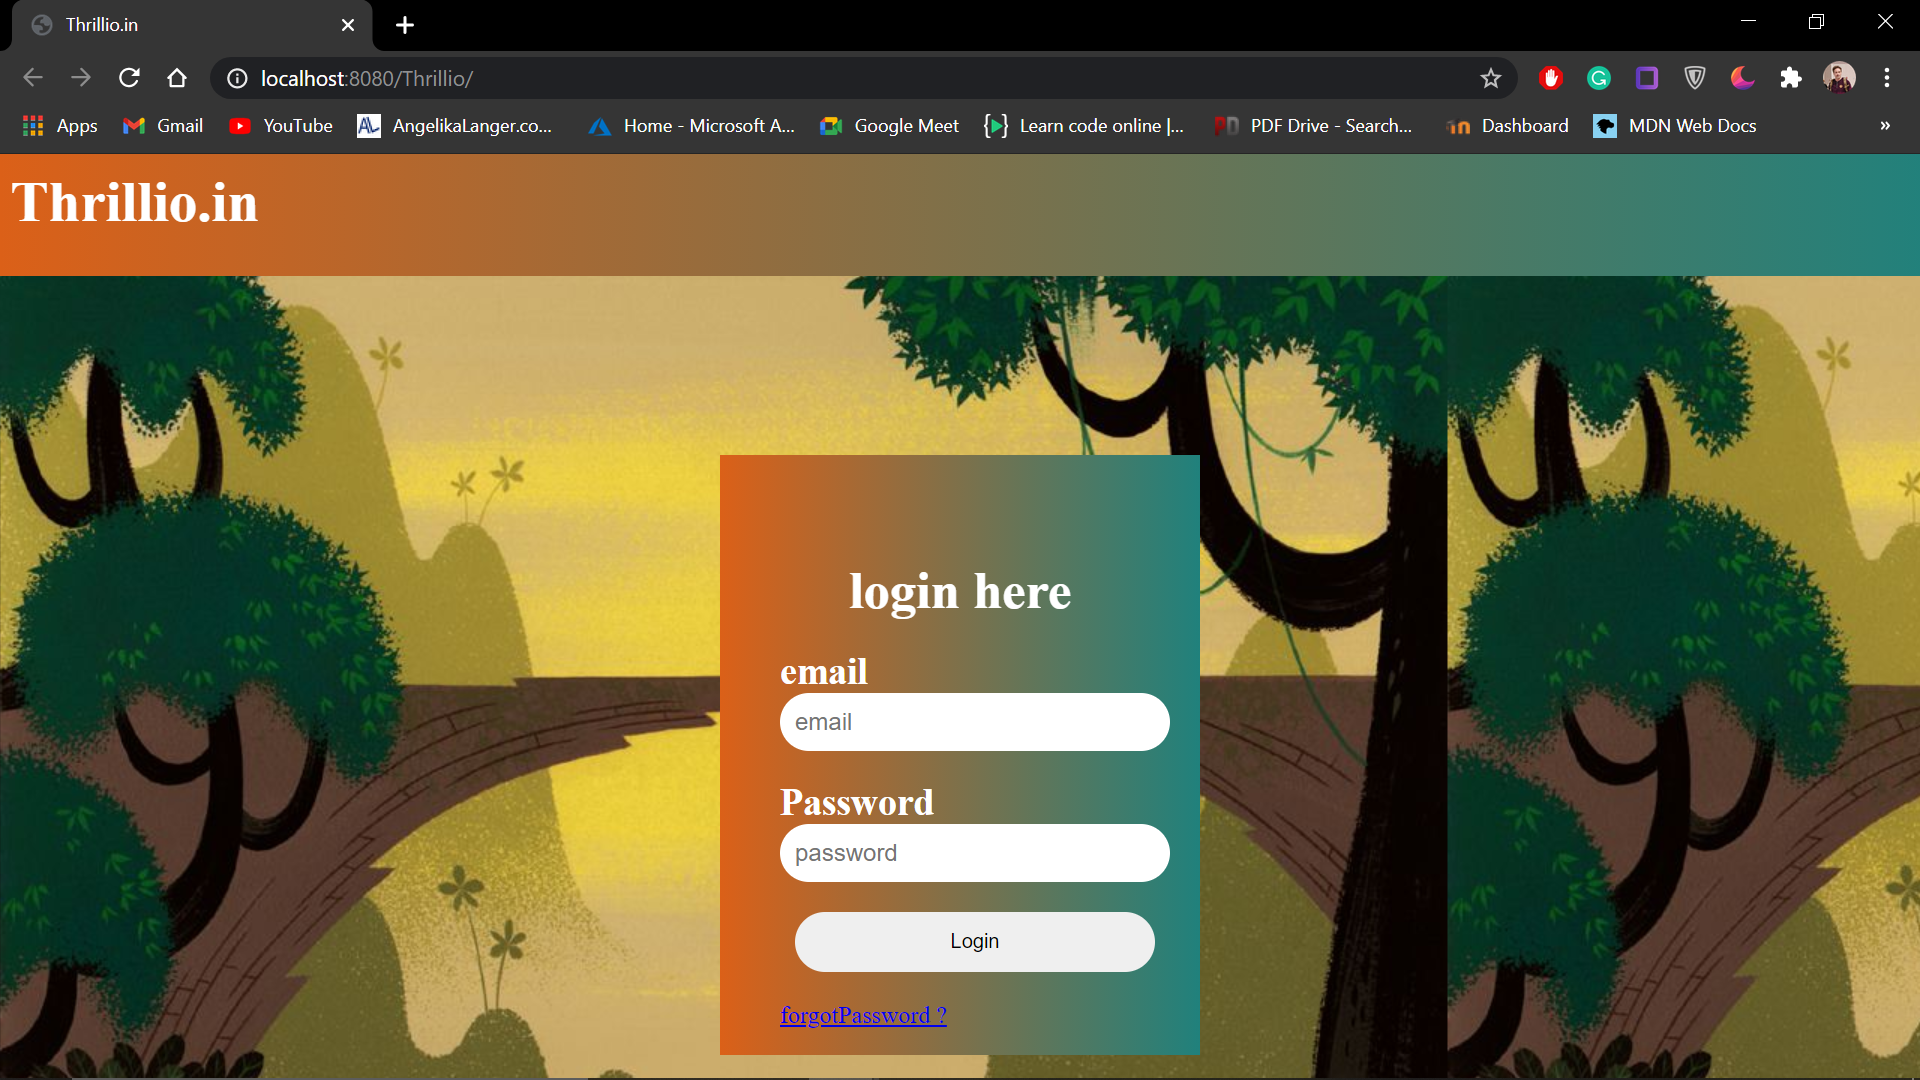 Thrillio.in
localhost:8080/Thrillio/
Apps Gmail YouTube AngelikaLanger.co... Home - Microsoft A... Google Meet Learn code online |... PDF Drive - Search... Dashboard MDN Web Docs »
Thrillio.in
login here
email
email
Password
password
Login
forgotPassword ?